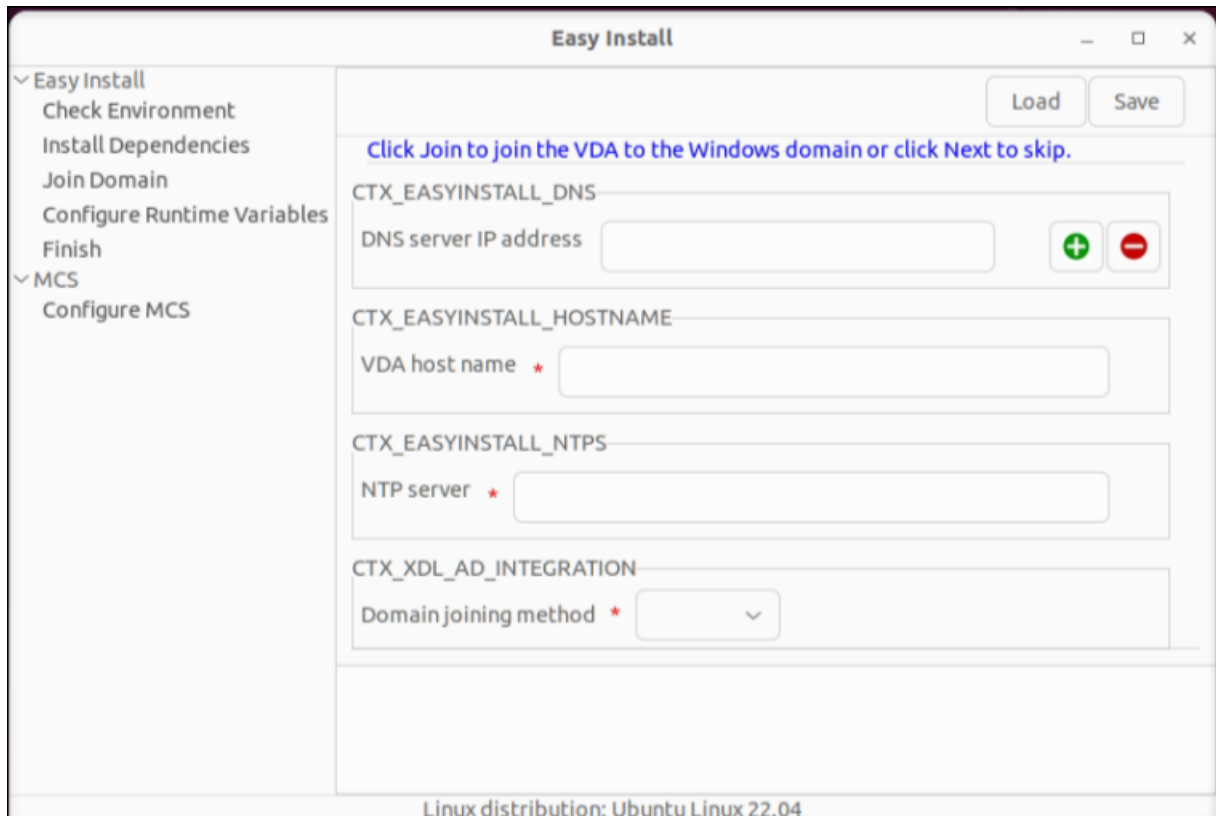 Easy Install
Easy Install
Check Environment
Install Dependencies
Join Domain
Configure Runtime Variables
Finish
MCS
Configure MCS
Load Save
Click Join to join the VDA to the Windows domain or click Next to skip.
CTX_EASYINSTALL_DNS
DNS server IP address
CTX_EASYINSTALL_HOSTNAME
VDA host name *
CTX_EASYINSTALL_NTPS
NTP server *
CTX_XDL_AD_INTEGRATION
Domain joining method *
Linux distribution: Ubuntu Linux 22.04